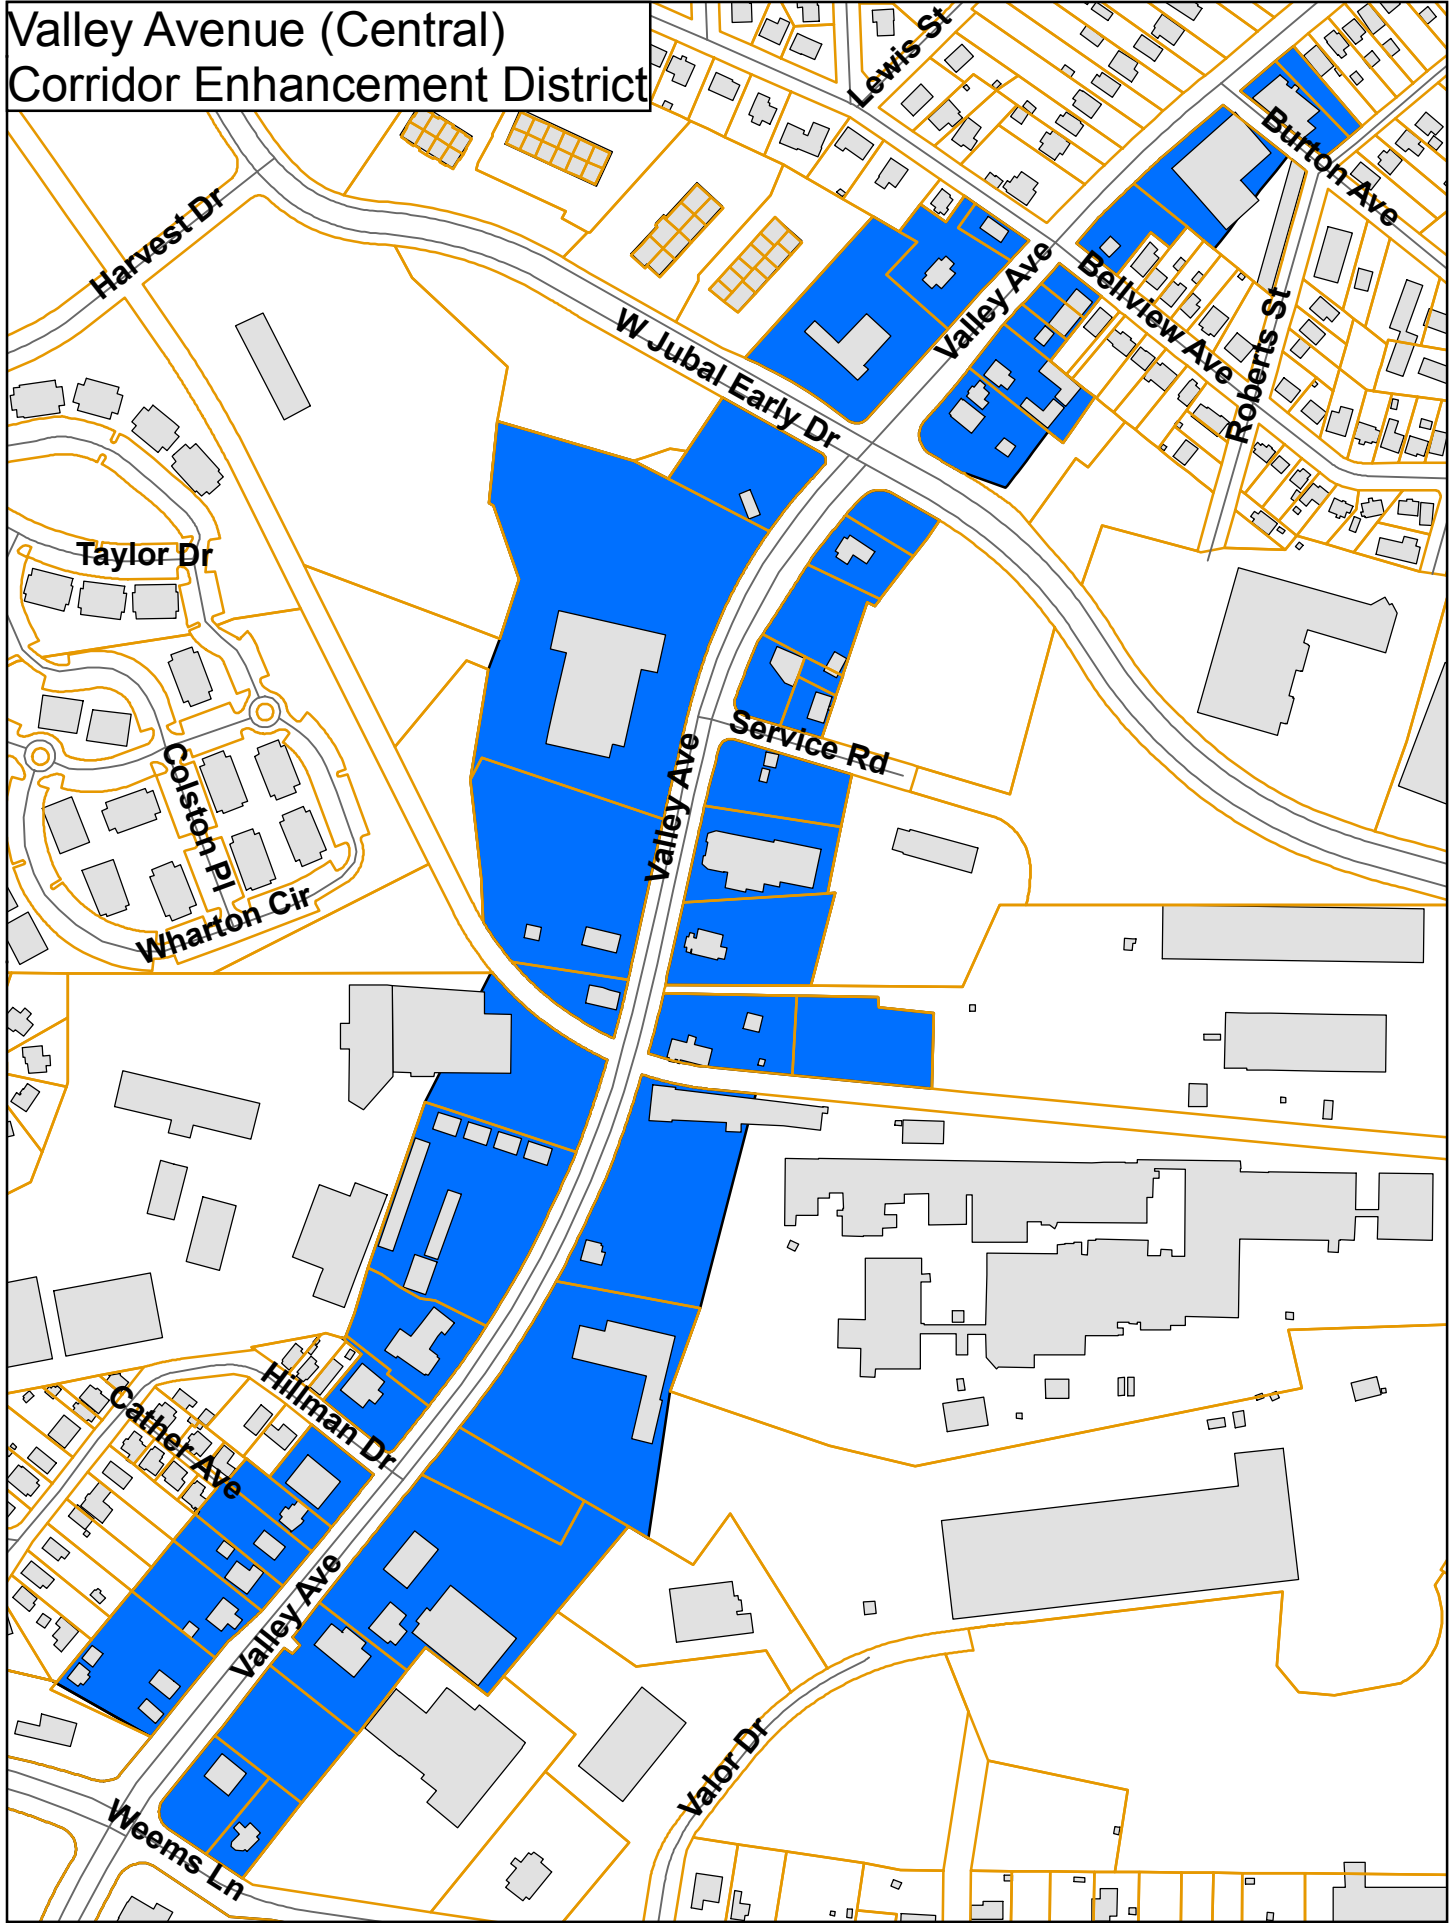 Valley Avenue (Central)
Corridor Enhancement District
Lewis St
Burton Ave
Harvest Dr
Valley Ave
Bellview Ave
W Jubal Early Dr
Roberts St
Taylor Dr
Service Rd
Valley Ave
Colston Pl
Wharton Cir
Hillman Dr
Cather Ave
Valley Ave
Valor Dr
Weems Ln